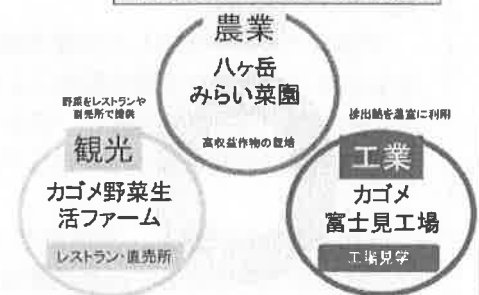 農業
八ヶ岳
みらい菜園
高収益作物の栽培
野菜をレストランや
直売所で提供
排出熱を温室に利用
観光
カゴメ野菜生
活ファーム
レストラン・直売所
工業
カゴメ
富士見工場
工場見学